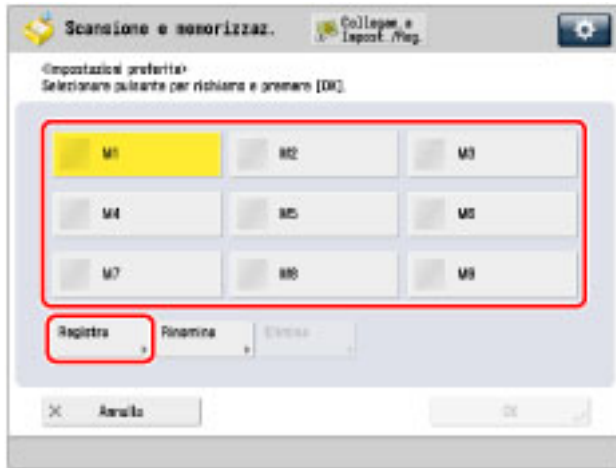 Scansione e memorizzaz.
Collegam. a
Impost./Reg.
<Impostazioni preferite>
Selezionare pulsante per richiamo e premere [OK].
M1 M2 M3
M4 M5 M6
M7 M8 M9
Registra Rinomina Elimina
Annulla OK